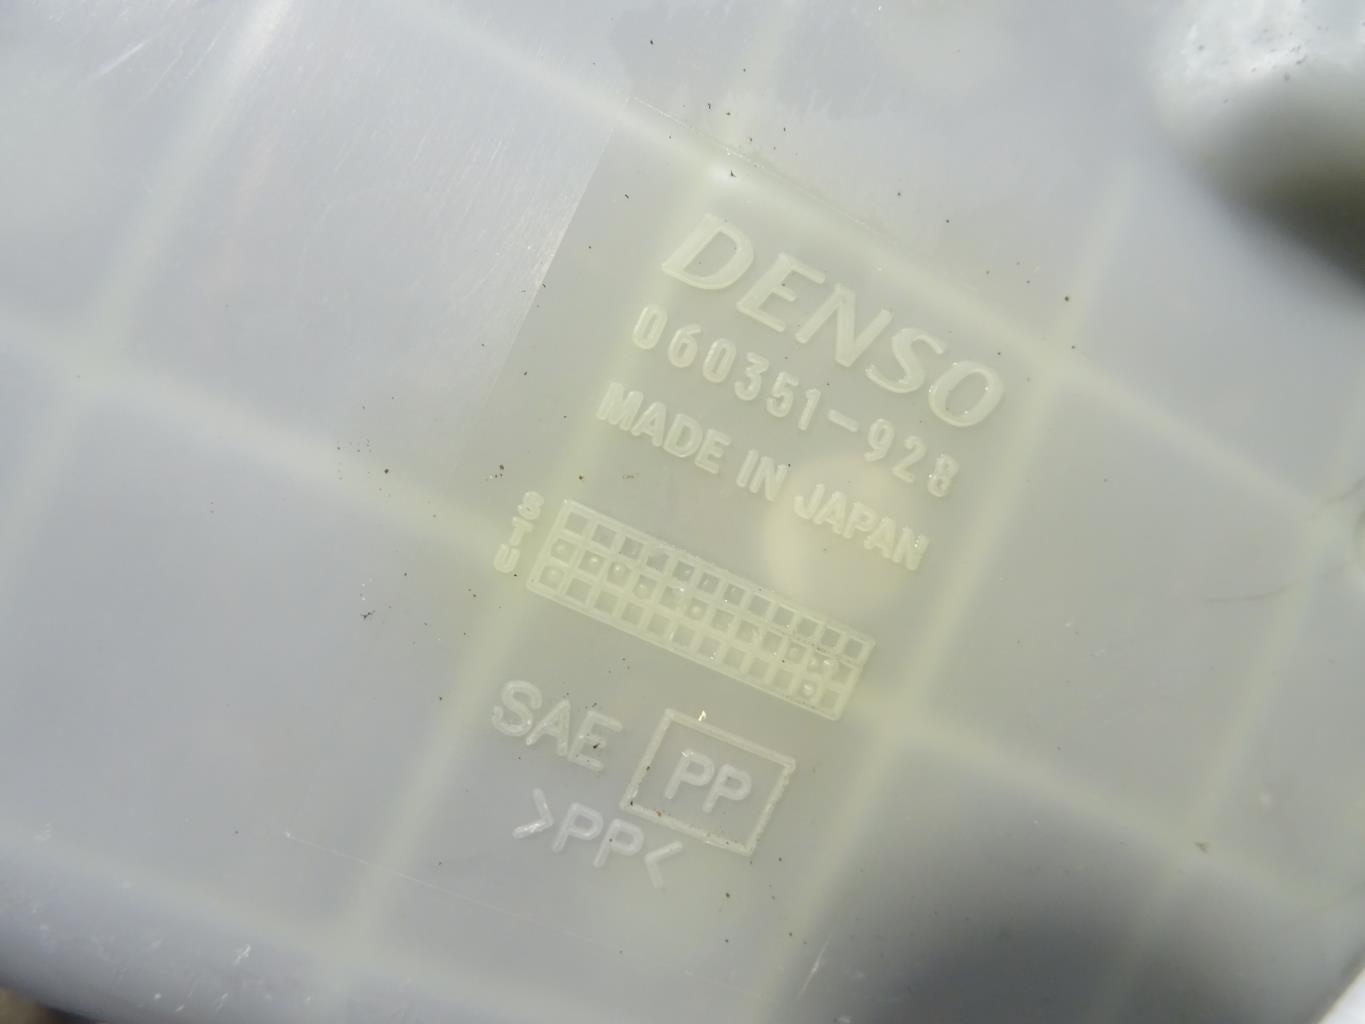 DENSO
060351-928
MADE IN JAPAN
S
T
U
SAE PP
>PP<